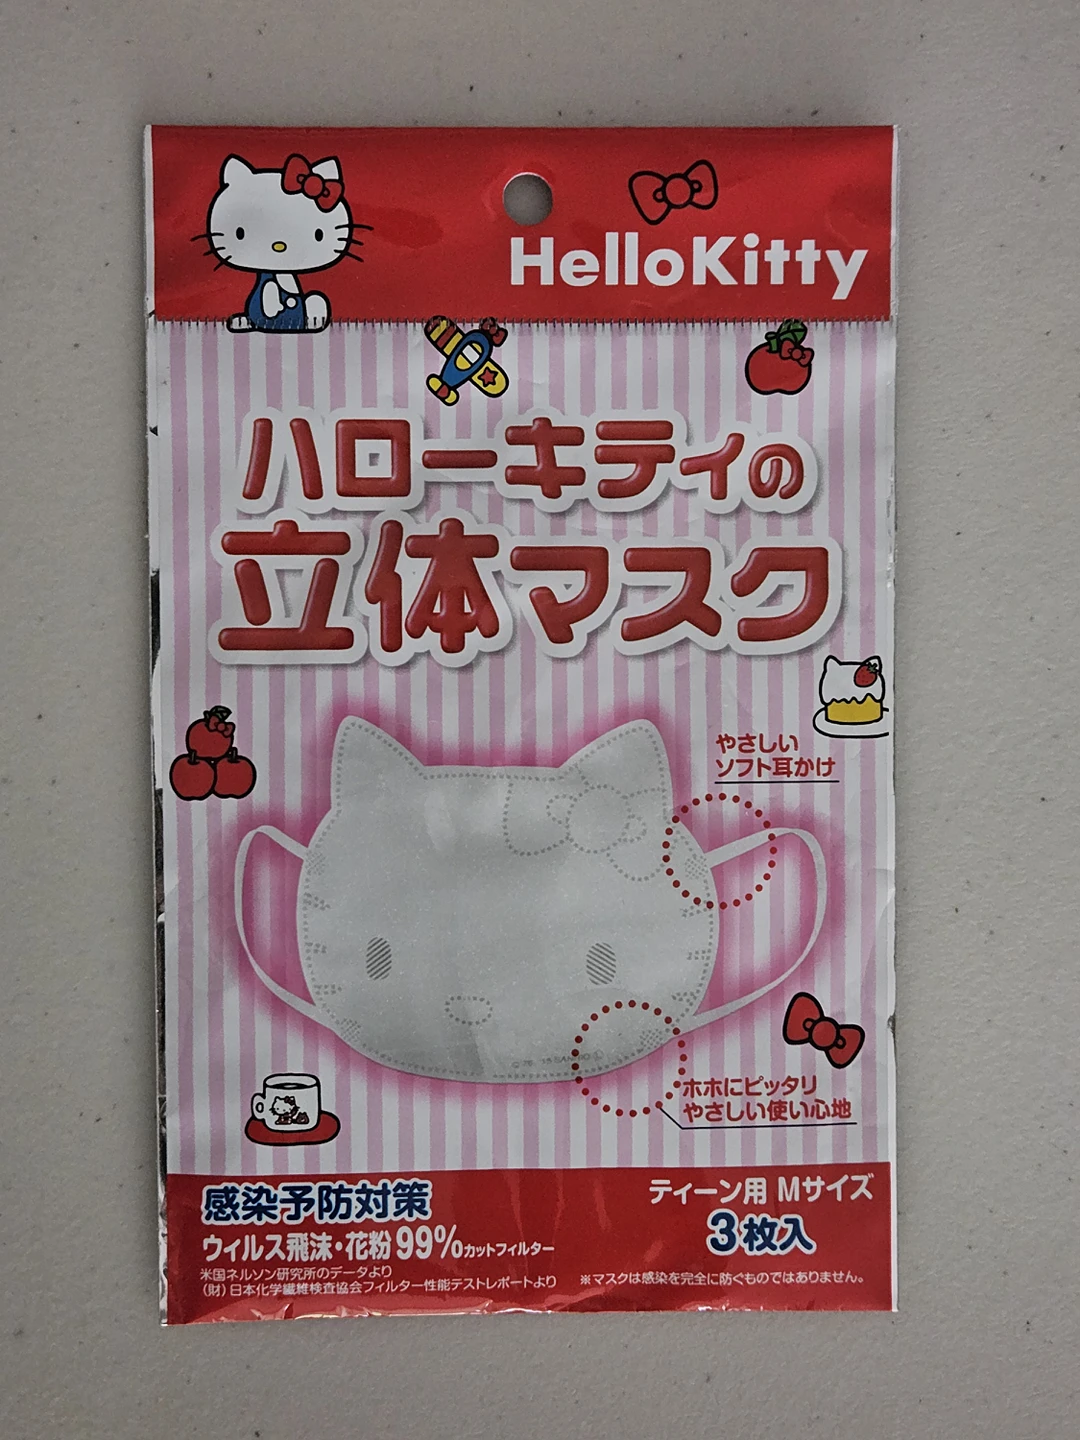 HelloKitty
ハローキティの
立体マスク
やさしい
ソフト耳かけ
ホホにピッタリ
やさしい使い心地
感染予防対策
ウィルス飛沫・花粉99%カットフィルター
米国ネルソン研究所のデータより
(財)日本化学繊維検査協会フィルター性能テストレポートより
ティーン用 Mサイズ
3枚入
※マスクは感染を完全に防ぐものではありません。